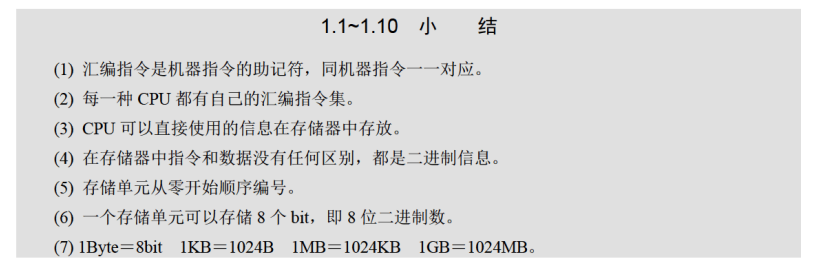 1.1~1.10 小 结
(1) 汇编指令是机器指令的助记符，同机器指令一一对应。
(2) 每一种 CPU 都有自己的汇编指令集。
(3) CPU 可以直接使用的信息在存储器中存放。
(4) 在存储器中指令和数据没有任何区别，都是二进制信息。
(5) 存储单元从零开始顺序编号。
(6) 一个存储单元可以存储 8 个 bit，即 8 位二进制数。
(7) 1Byte＝8bit 1KB＝1024B 1MB＝1024KB 1GB＝1024MB。